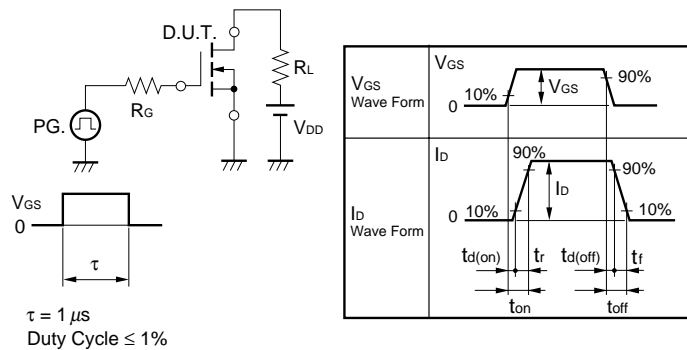 D.U.T.
RL
RG
PG.
VDD
VGS
0
τ
τ = 1 μs
Duty Cycle ≤ 1%
VGS
Wave Form
VGS
10%
0
VGS
90%
ID
Wave Form
ID
90%
90%
ID
0
10%
10%
td(on)
tr
td(off)
tf
ton
toff